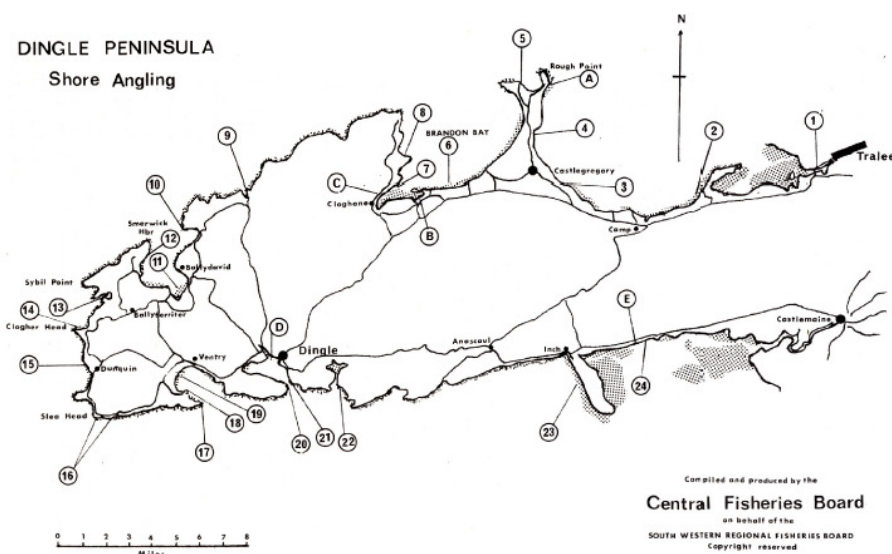 DINGLE PENINSULA
Shore Angling
N
5
Rough Point
A
8
BRANDON BAY
6
4
2
1
Tralee
9
7
C
Castlegregory
3
10
Claghane
B
Camp
Smerwick
Hbr
12
11
Ballydavid
Sybil Point
13
14
Ballyferriter
Clagher Head
D
E
Castlemaine
Dingle
Anascaul
Inch
15
Dunquin
Ventry
24
Slea Head
19
18
17
20
21
22
23
16
0 1 2 3 4 5 6 7 8
Miles
Compiled and produced by the
Central Fisheries Board
on behalf of the
SOUTH WESTERN REGIONAL FISHERIES BOARD
Copyright reserved